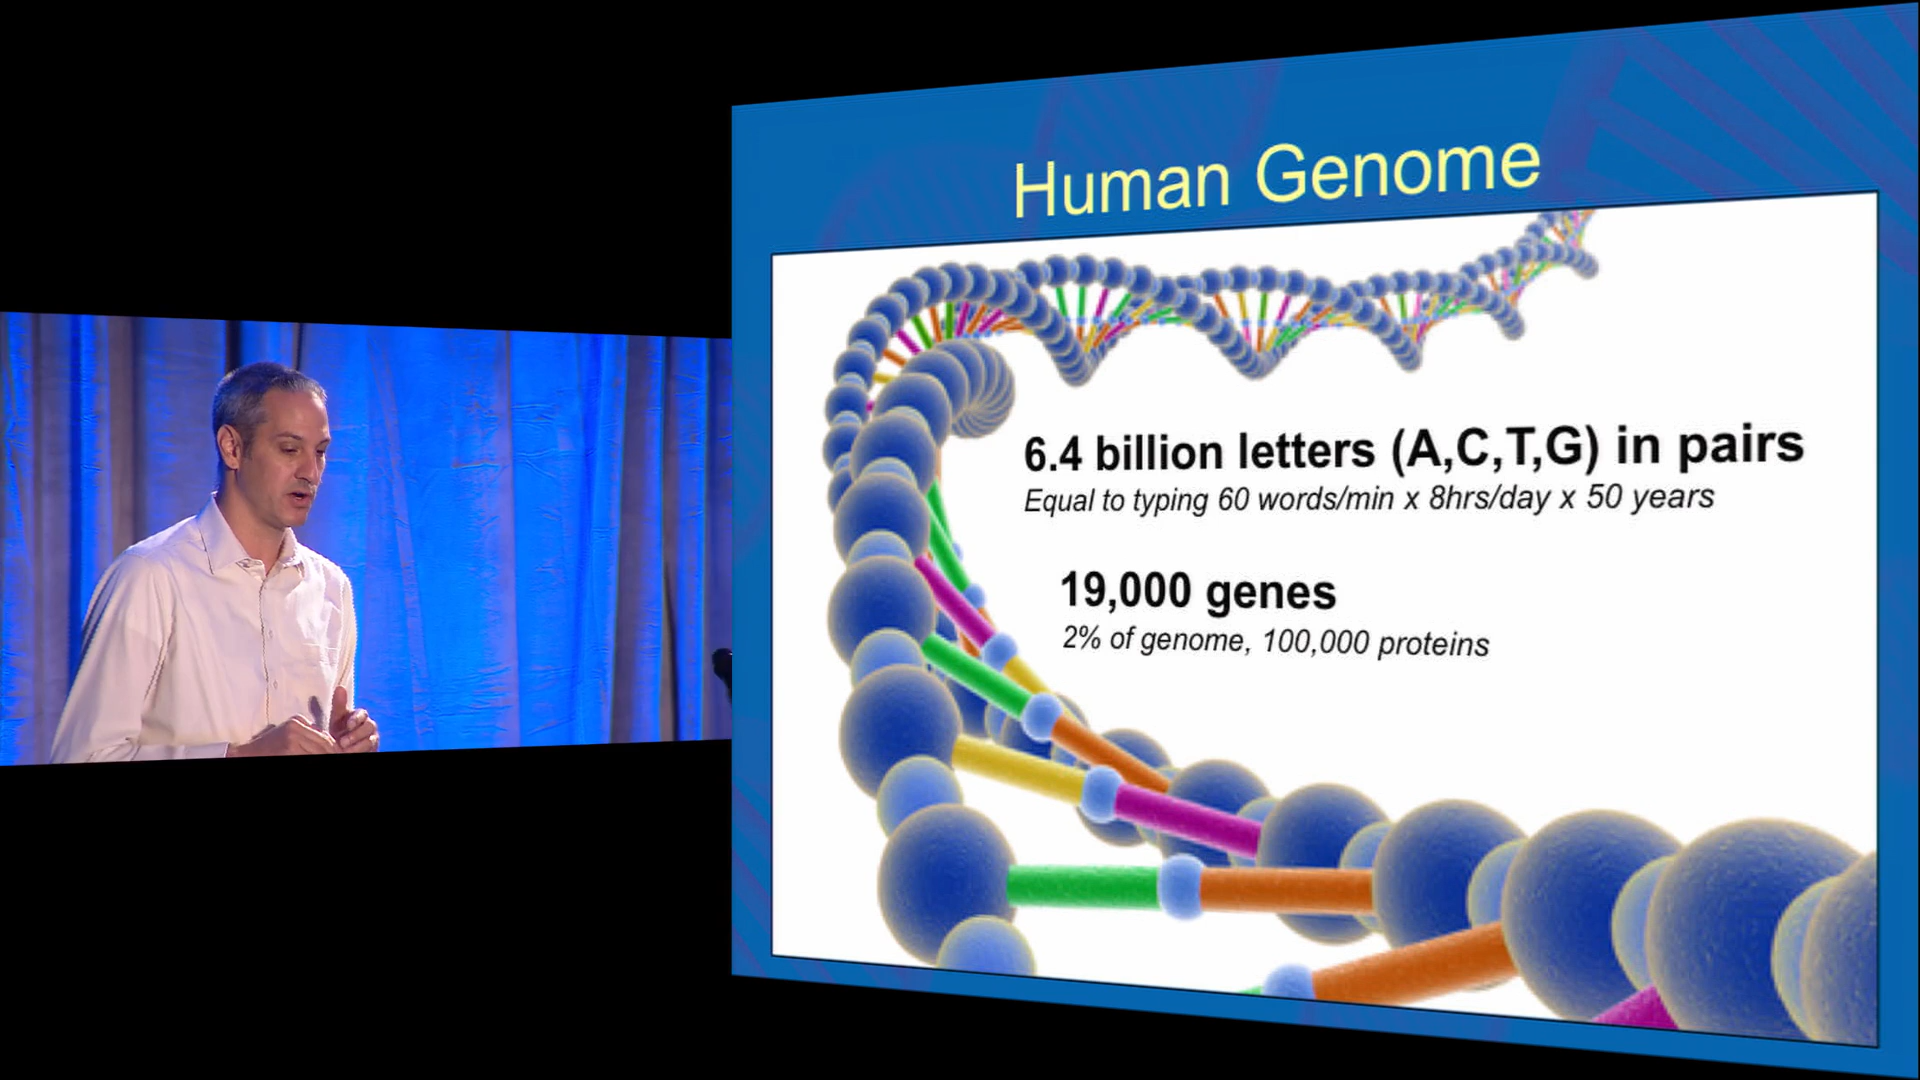 Human Genome
6.4 billion letters (A,C,T,G) in pairs
Equal to typing 60 words/min x 8hrs/day x 50 years
19,000 genes
2% of genome, 100,000 proteins